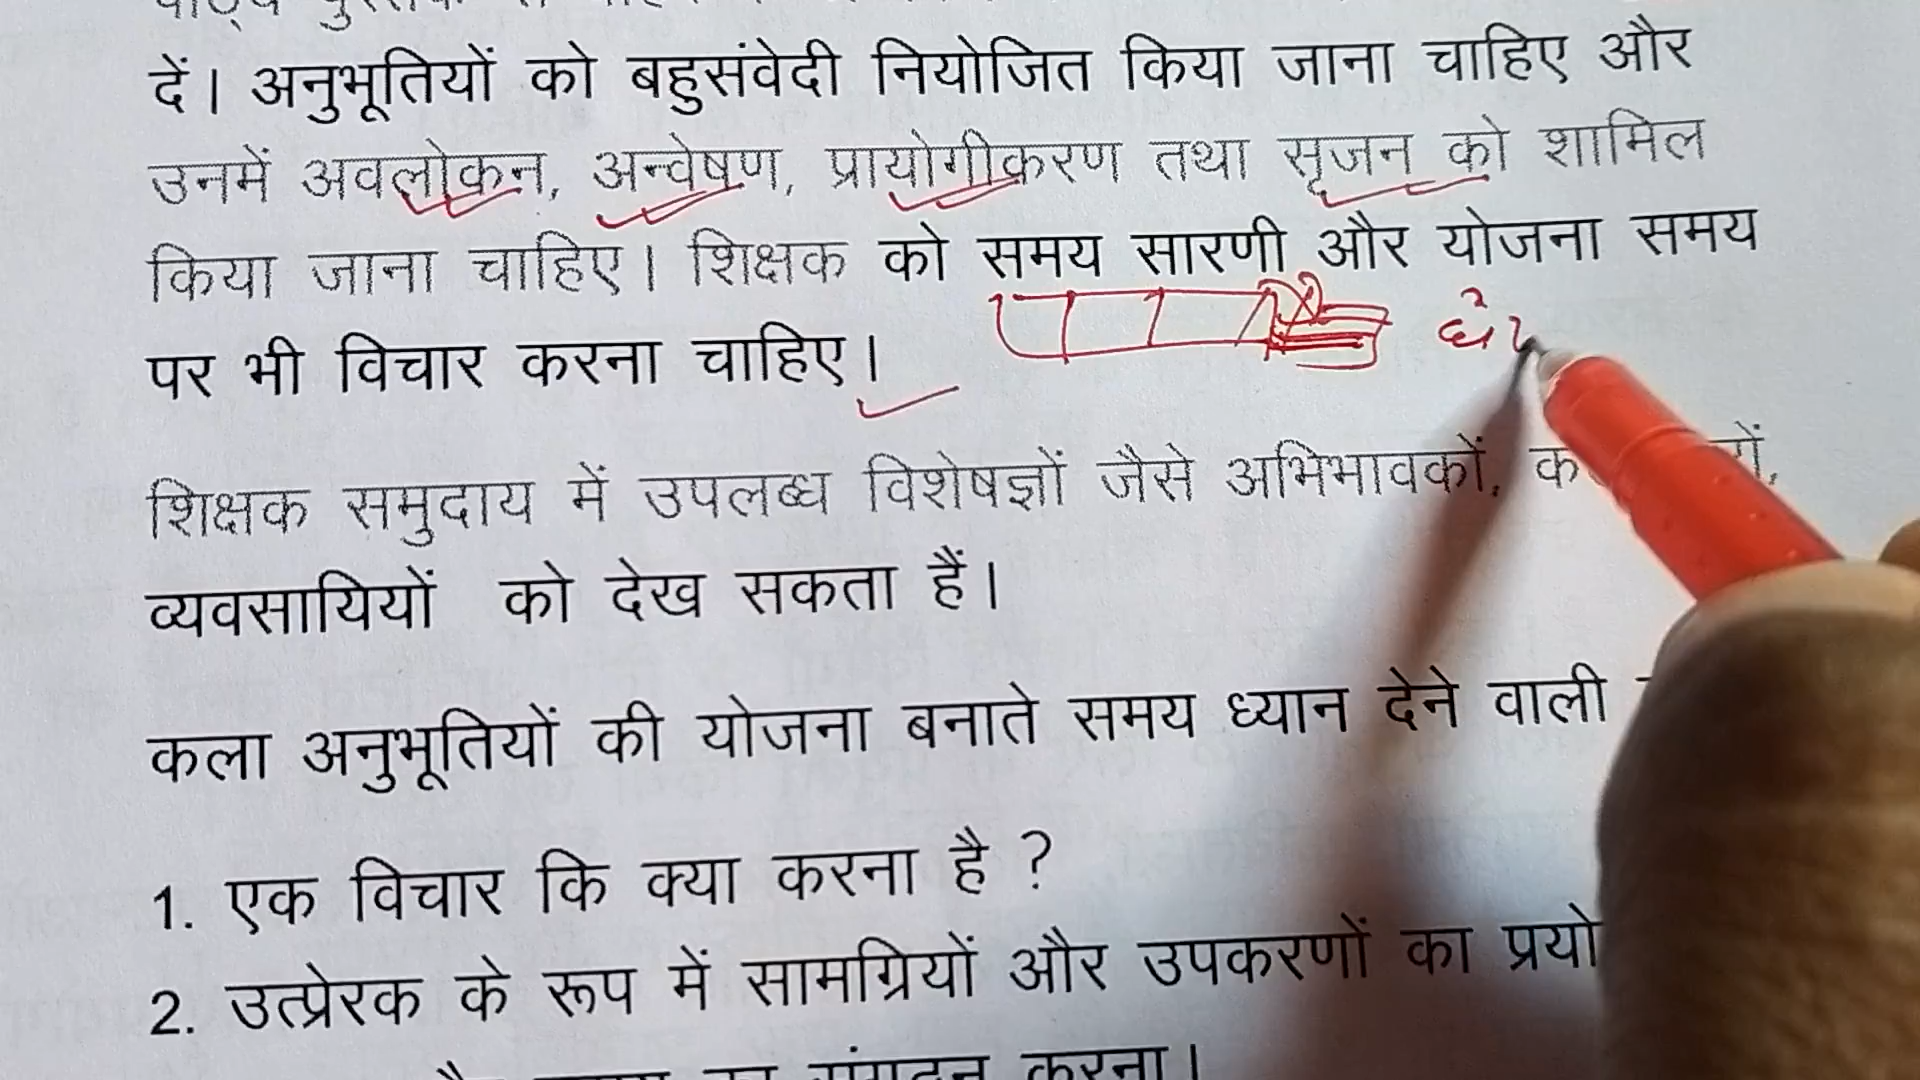 दें। अनुभूतियों को बहुसंवेदी नियोजित किया जाना चाहिए और
उनमें अवलोकन, अन्वेषण, प्रायोगीकरण तथा सृजन को शामिल
किया जाना चाहिए। शिक्षक को समय सारणी और योजना समय
पर भी विचार करना चाहिए।
शिक्षक समुदाय में उपलब्ध विशेषज्ञों जैसे अभिभावकों,
व्यवसायियों को देख सकता हैं।
कला अनुभूतियों की योजना बनाते समय ध्यान देने वाली
1. एक विचार कि क्या करना है ?
2. उत्प्रेरक के रूप में सामग्रियों और उपकरणों का
करना।